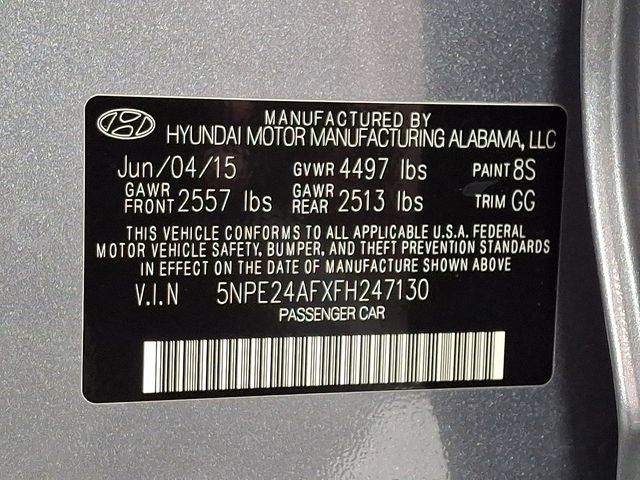 MANUFACTURED BY
HYUNDAI MOTOR MANUFACTURING ALABAMA, LLC
Jun/04/15 GVWR 4497 lbs PAINT 8S
GAWR FRONT 2557 lbs GAWR REAR 2513 lbs TRIM GG
THIS VEHICLE CONFORMS TO ALL APPLICABLE U.S.A. FEDERAL
MOTOR VEHICLE SAFETY, BUMPER, AND THEFT PREVENTION STANDARDS
IN EFFECT ON THE DATE OF MANUFACTURE SHOWN ABOVE
V.I.N 5NPE24AFXFH247130
PASSENGER CAR